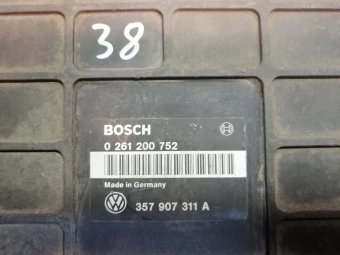 38
BOSCH
0 261 200 752
Made in Germany
357 907 311 A